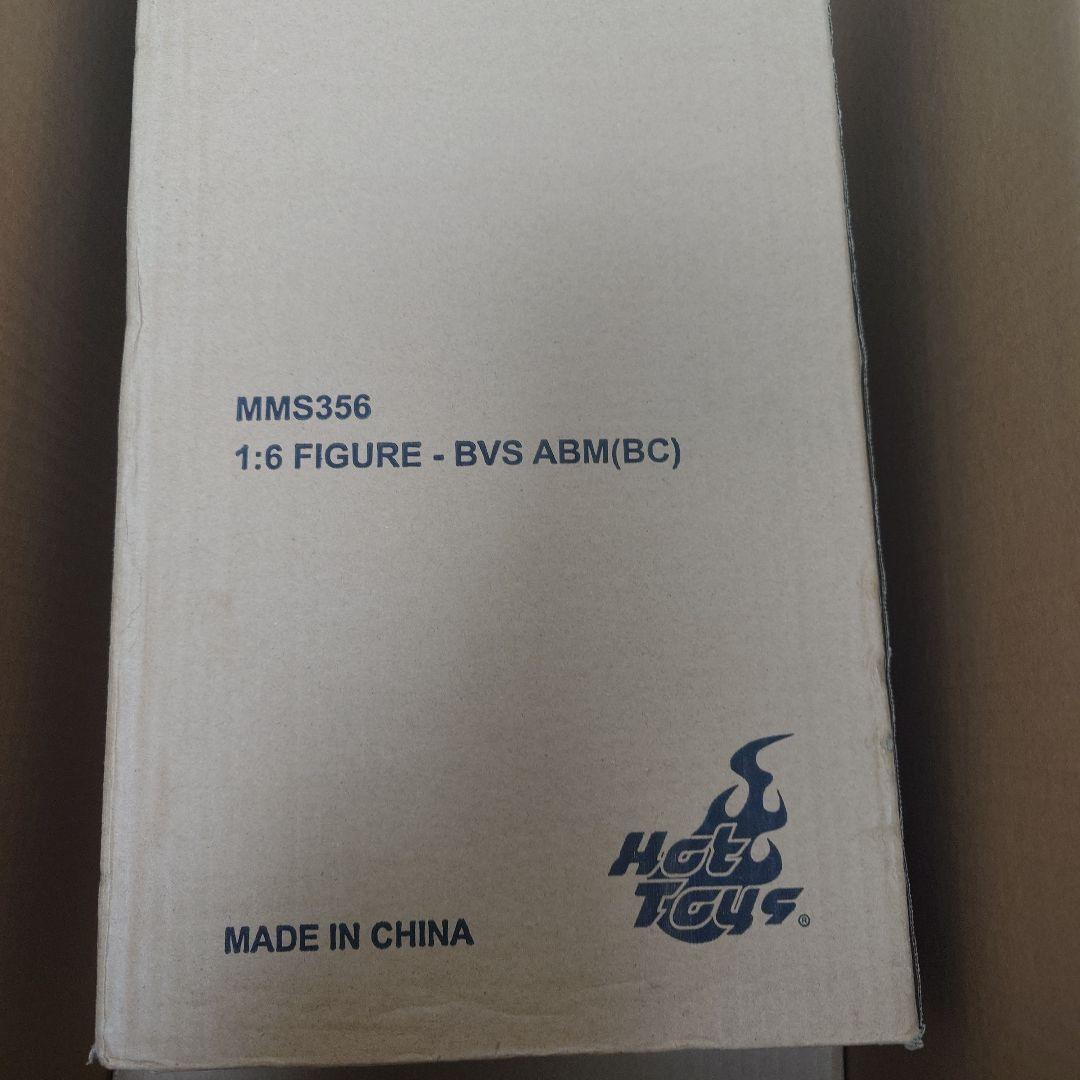 MMS356
1:6 FIGURE - BVS ABM(BC)
Hot
Toys®
MADE IN CHINA